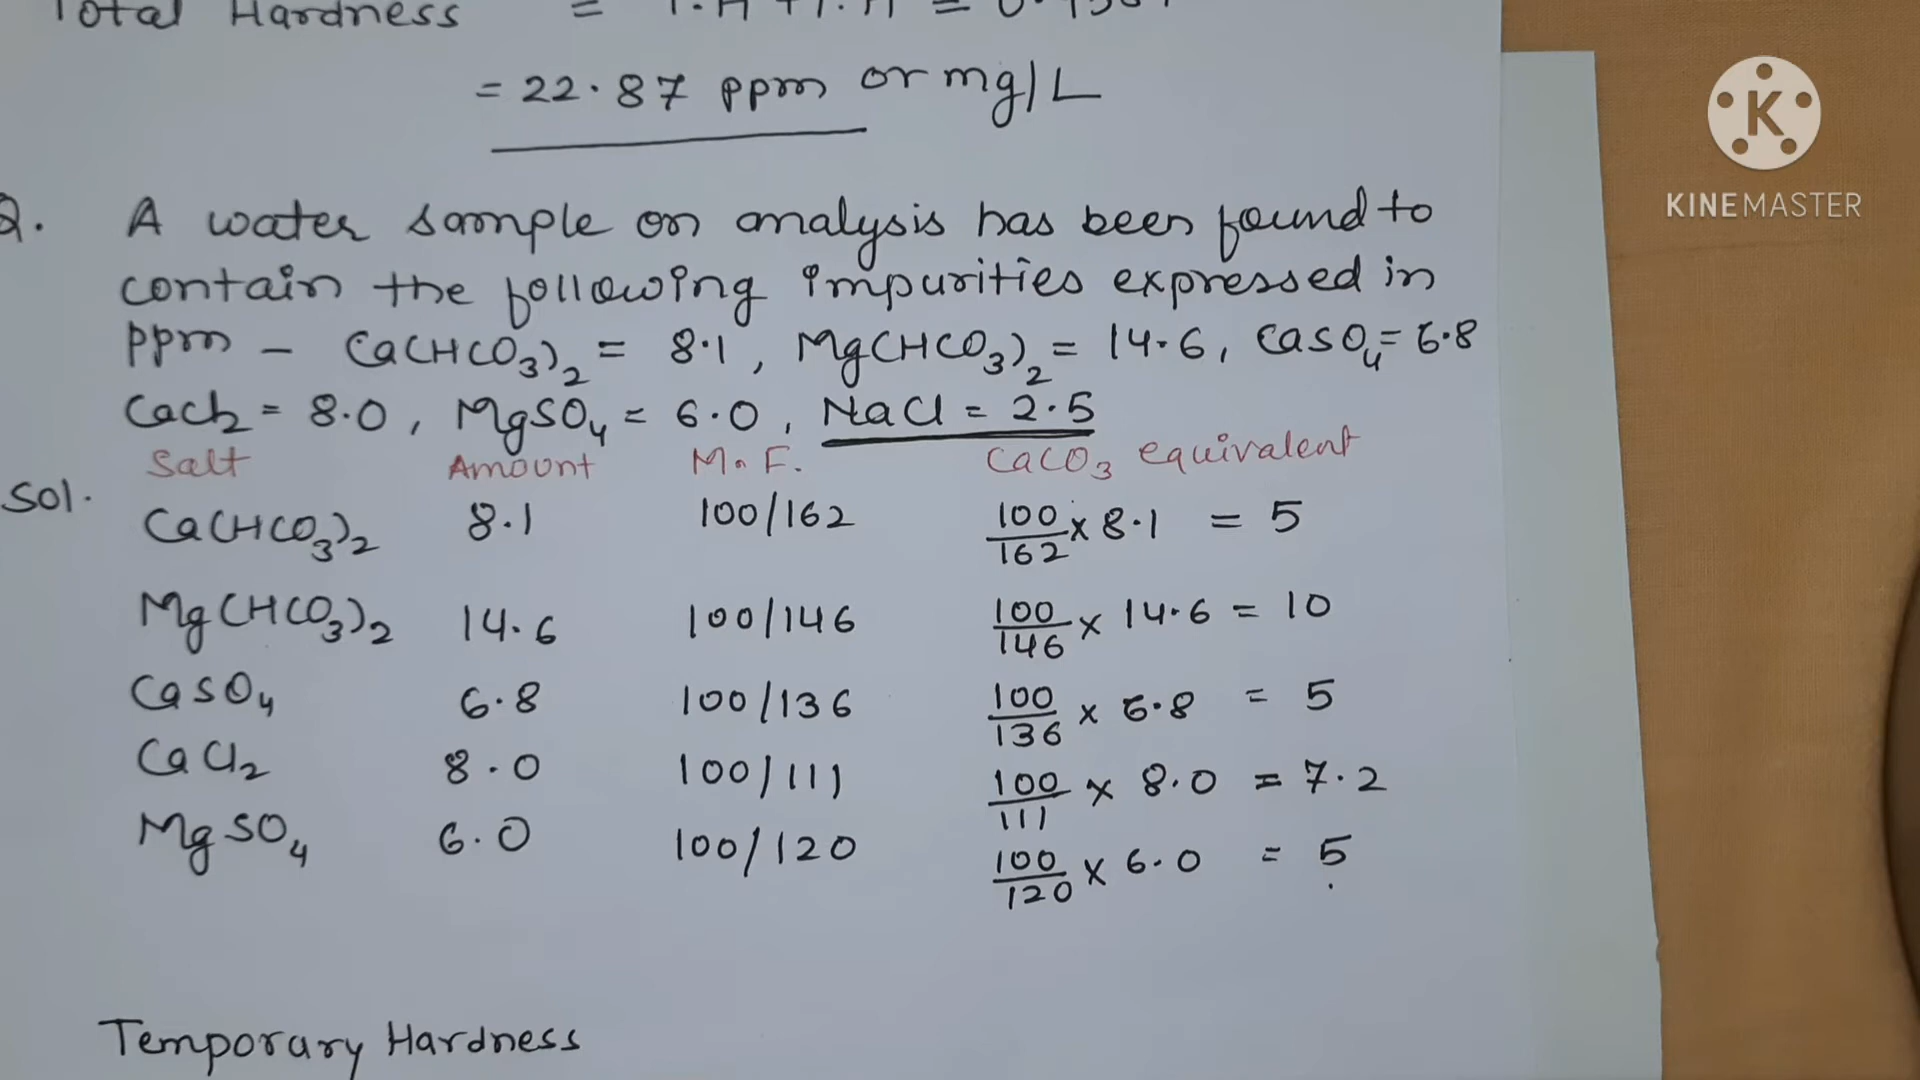 Total Hardness =
= 22.87 ppm or mg/L
KINEMASTER
Q. A water sample on analysis has been found to
contain the following impurities expressed in
ppm - Ca(HCO3)2 = 8.1, Mg(HCO3)2 = 14.6, CaSO4 = 6.8
CaCl2 = 8.0, MgSO4 = 6.0, NaCl = 2.5
Salt Amount M.F. CaCO3 equivalent
Sol. Ca(HCO3)2 8.1 100/162 100/162 x 8.1 = 5
Mg(HCO3)2 14.6 100/146 100/146 x 14.6 = 10
CaSO4 6.8 100/136 100/136 x 6.8 = 5
CaCl2 8.0 100/111 100/111 x 8.0 = 7.2
MgSO4 6.0 100/120 100/120 x 6.0 = 5
Temporary Hardness